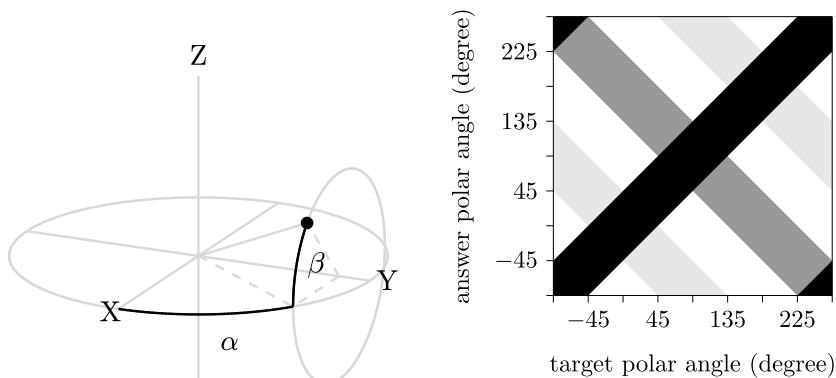 Z
X
Y
α
β
answer polar angle (degree)
225
135
45
−45
−45
45
135
225
target polar angle (degree)